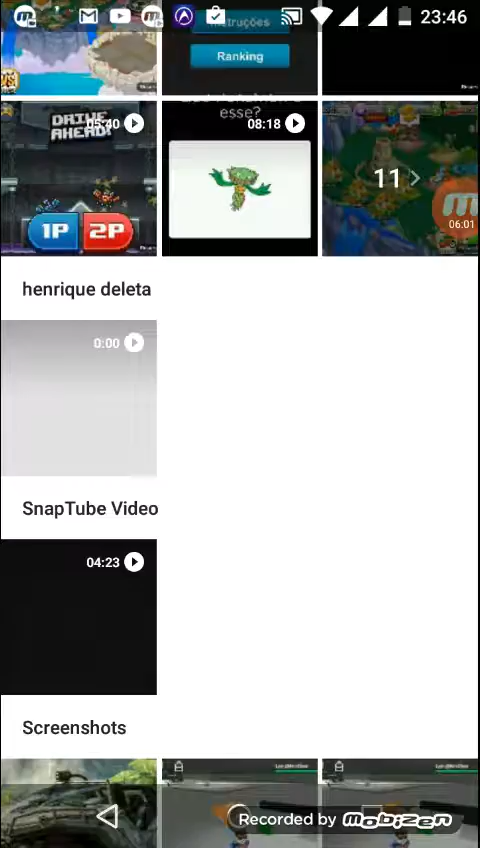 23:46
Instruções
Ranking
esse?
DRIVE
AHEAD!
05:40
08:18
1P 2P
11 >
06:01
henrique deleta
0:00
SnapTube Video
04:23
Screenshots
Recorded by mobizen